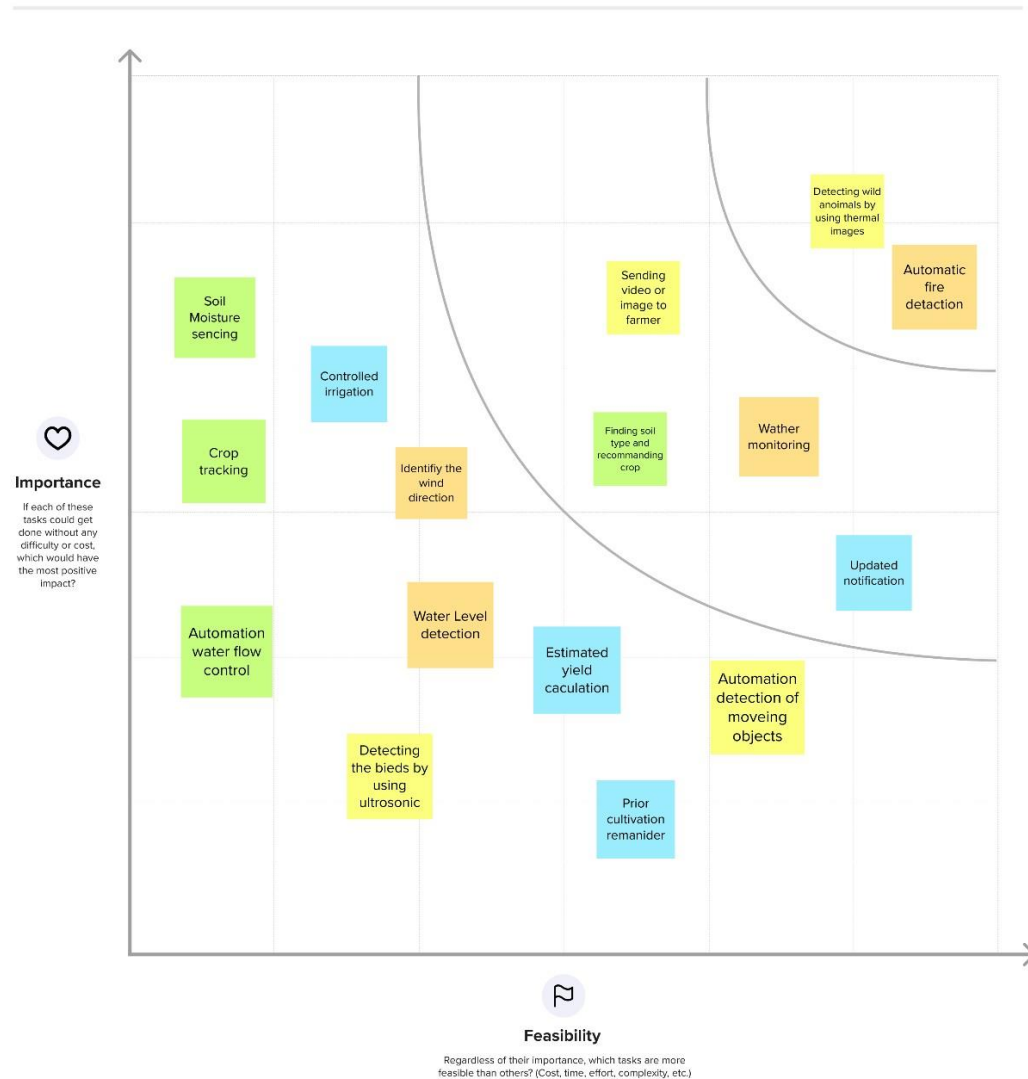 Detecting wild
anoimals by
using thermal
images
Automatic
fire
detaction
Sending
video or
image to
farmer
Soil
Moisture
sencing
Controlled
irrigation
Wather
monitoring
Finding soil
type and
recommanding
crop
Crop
tracking
Identifiy the
wind
direction
Importance
If each of these
tasks could get
done without any
difficulty or cost,
which would have
the most positive
impact?
Updated
notification
Water Level
detection
Automation
water flow
control
Estimated
yield
caculation
Automation
detection of
moveing
objects
Detecting
the bieds by
using
ultrosonic
Prior
cultivation
remanider
Feasibility
Regardless of their importance, which tasks are more
feasible than others? (Cost, time, effort, complexity, etc.)